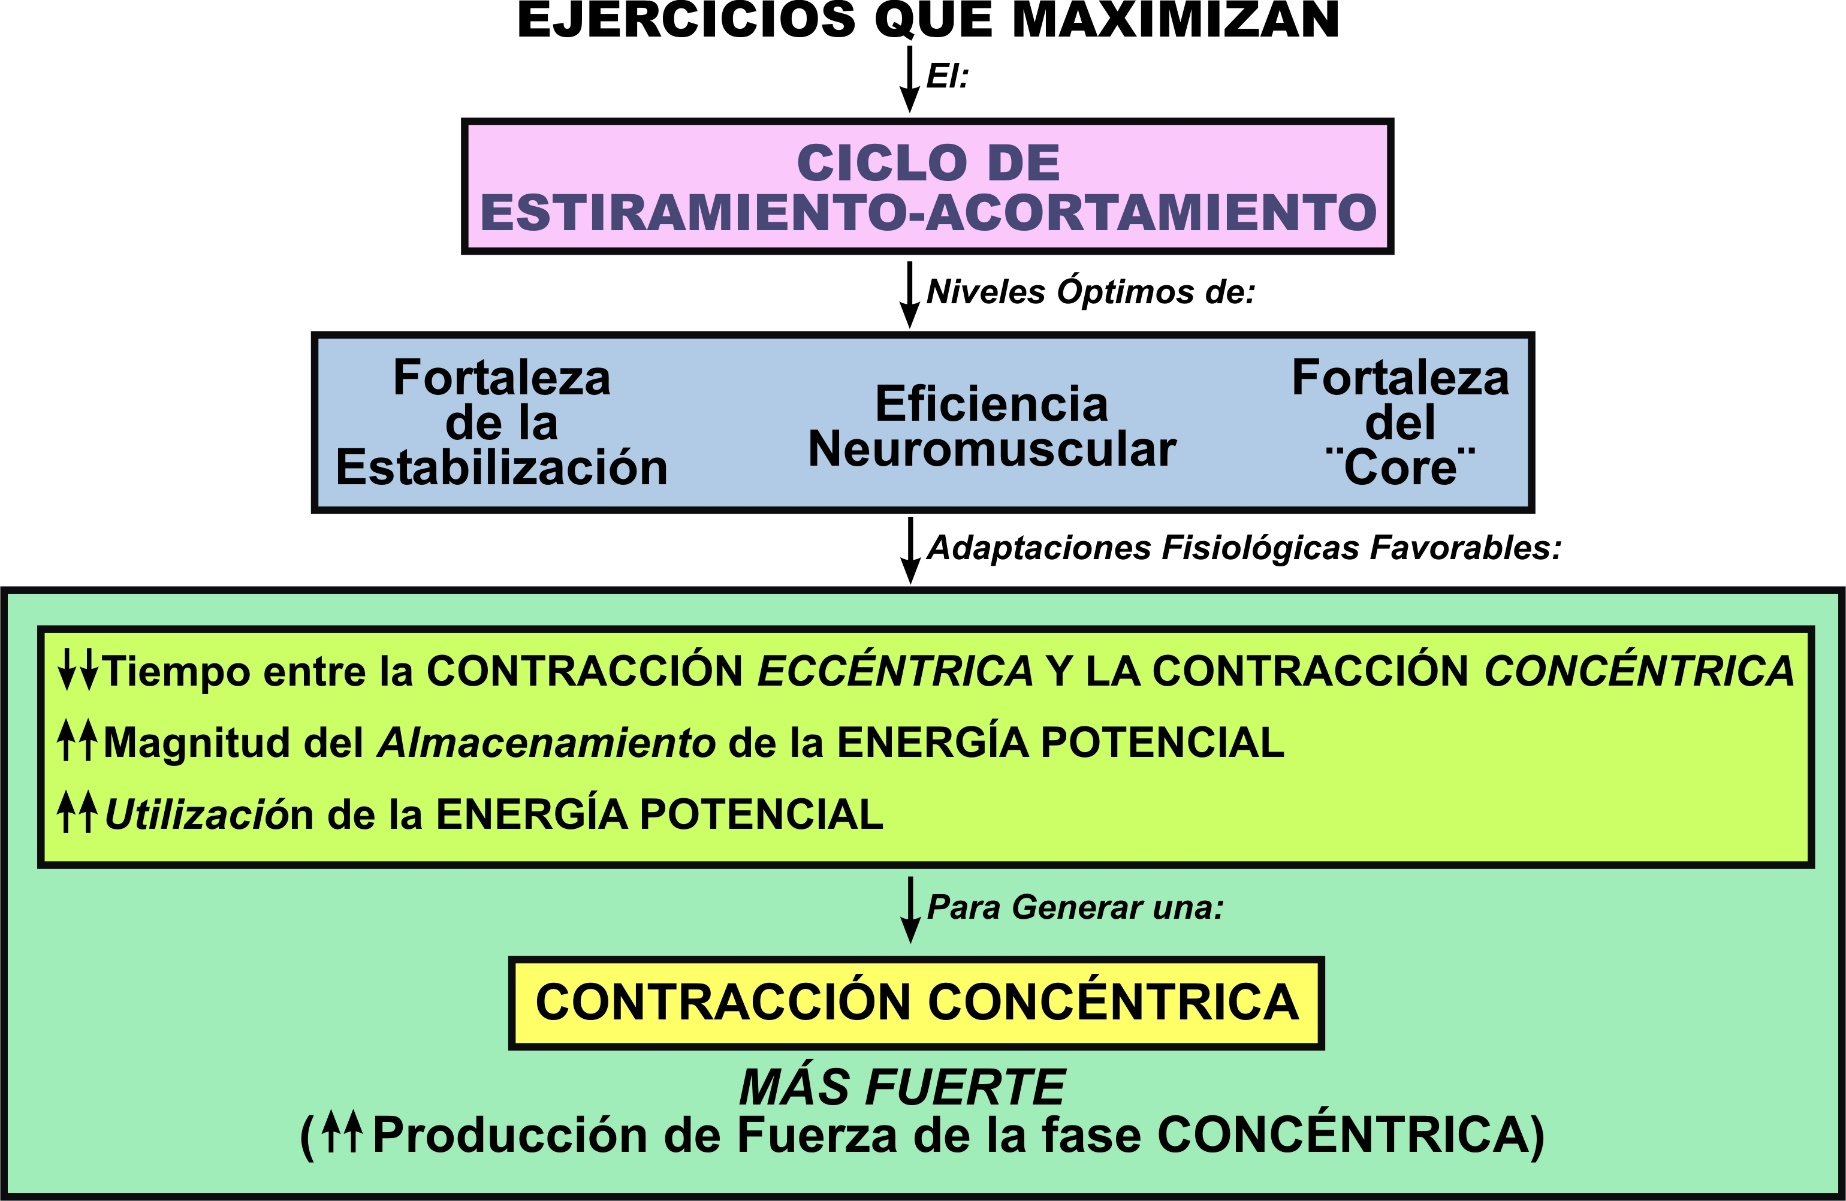 EJERCICIOS QUE MAXIMIZAN
El:
CICLO DE
ESTIRAMIENTO-ACORTAMIENTO
Niveles Óptimos de:
Fortaleza
de la
Estabilización
Eficiencia
Neuromuscular
Fortaleza
del
¨Core¨
Adaptaciones Fisiológicas Favorables:
↓↓Tiempo entre la CONTRACCIÓN ECCÉNTRICA Y LA CONTRACCIÓN CONCÉNTRICA
↑↑Magnitud del Almacenamiento de la ENERGÍA POTENCIAL
↑↑Utilización de la ENERGÍA POTENCIAL
Para Generar una:
CONTRACCIÓN CONCÉNTRICA
MÁS FUERTE
(↑↑Producción de Fuerza de la fase CONCÉNTRICA)